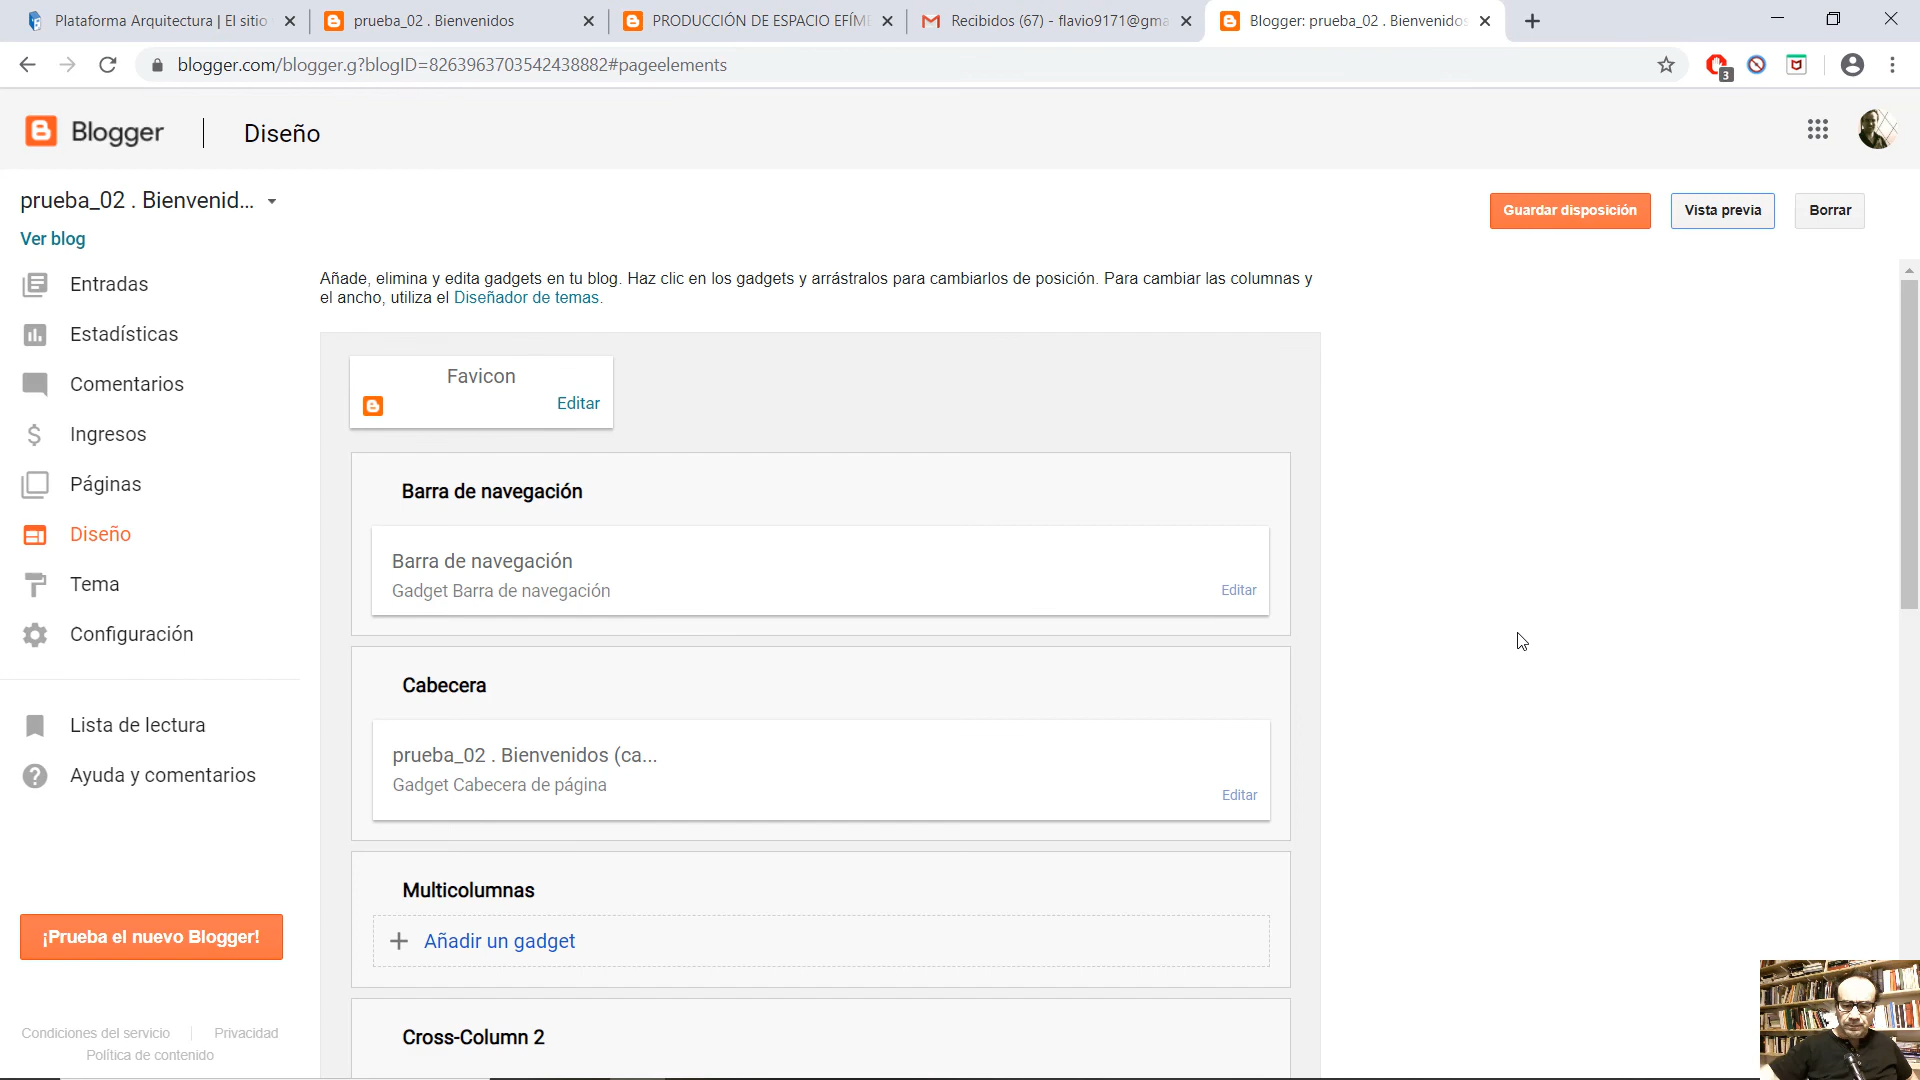 Plataforma Arquitectura | El sitio
prueba_02 . Bienvenidos
PRODUCCIÓN DE ESPACIO EFÍME
Recibidos (67) - flavio9171@gma
Blogger: prueba_02 . Bienvenidos
blogger.com/blogger.g?blogID=8263963703542438882#pageelements
3
Blogger
Diseño
prueba_02 . Bienvenid...
Guardar disposición
Vista previa
Borrar
Ver blog
Entradas
Estadísticas
Comentarios
Ingresos
Páginas
Diseño
Tema
Configuración
Lista de lectura
Ayuda y comentarios
¡Prueba el nuevo Blogger!
Condiciones del servicio
Privacidad
Política de contenido
Añade, elimina y edita gadgets en tu blog. Haz clic en los gadgets y arrástralos para cambiarlos de posición. Para cambiar las columnas y
el ancho, utiliza el Diseñador de temas.
Favicon
Editar
Barra de navegación
Barra de navegación
Gadget Barra de navegación
Editar
Cabecera
prueba_02 . Bienvenidos (ca...
Gadget Cabecera de página
Editar
Multicolumnas
Añadir un gadget
Cross-Column 2